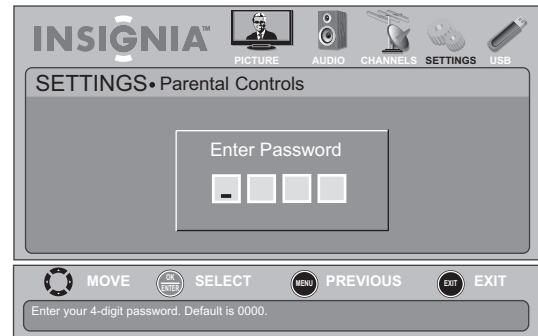 INSIGNIA™
PICTURE AUDIO CHANNELS SETTINGS USB
SETTINGS•Parental Controls
Enter Password
_
MOVE OK ENTER SELECT MENU PREVIOUS EXIT EXIT
Enter your 4-digit password. Default is 0000.